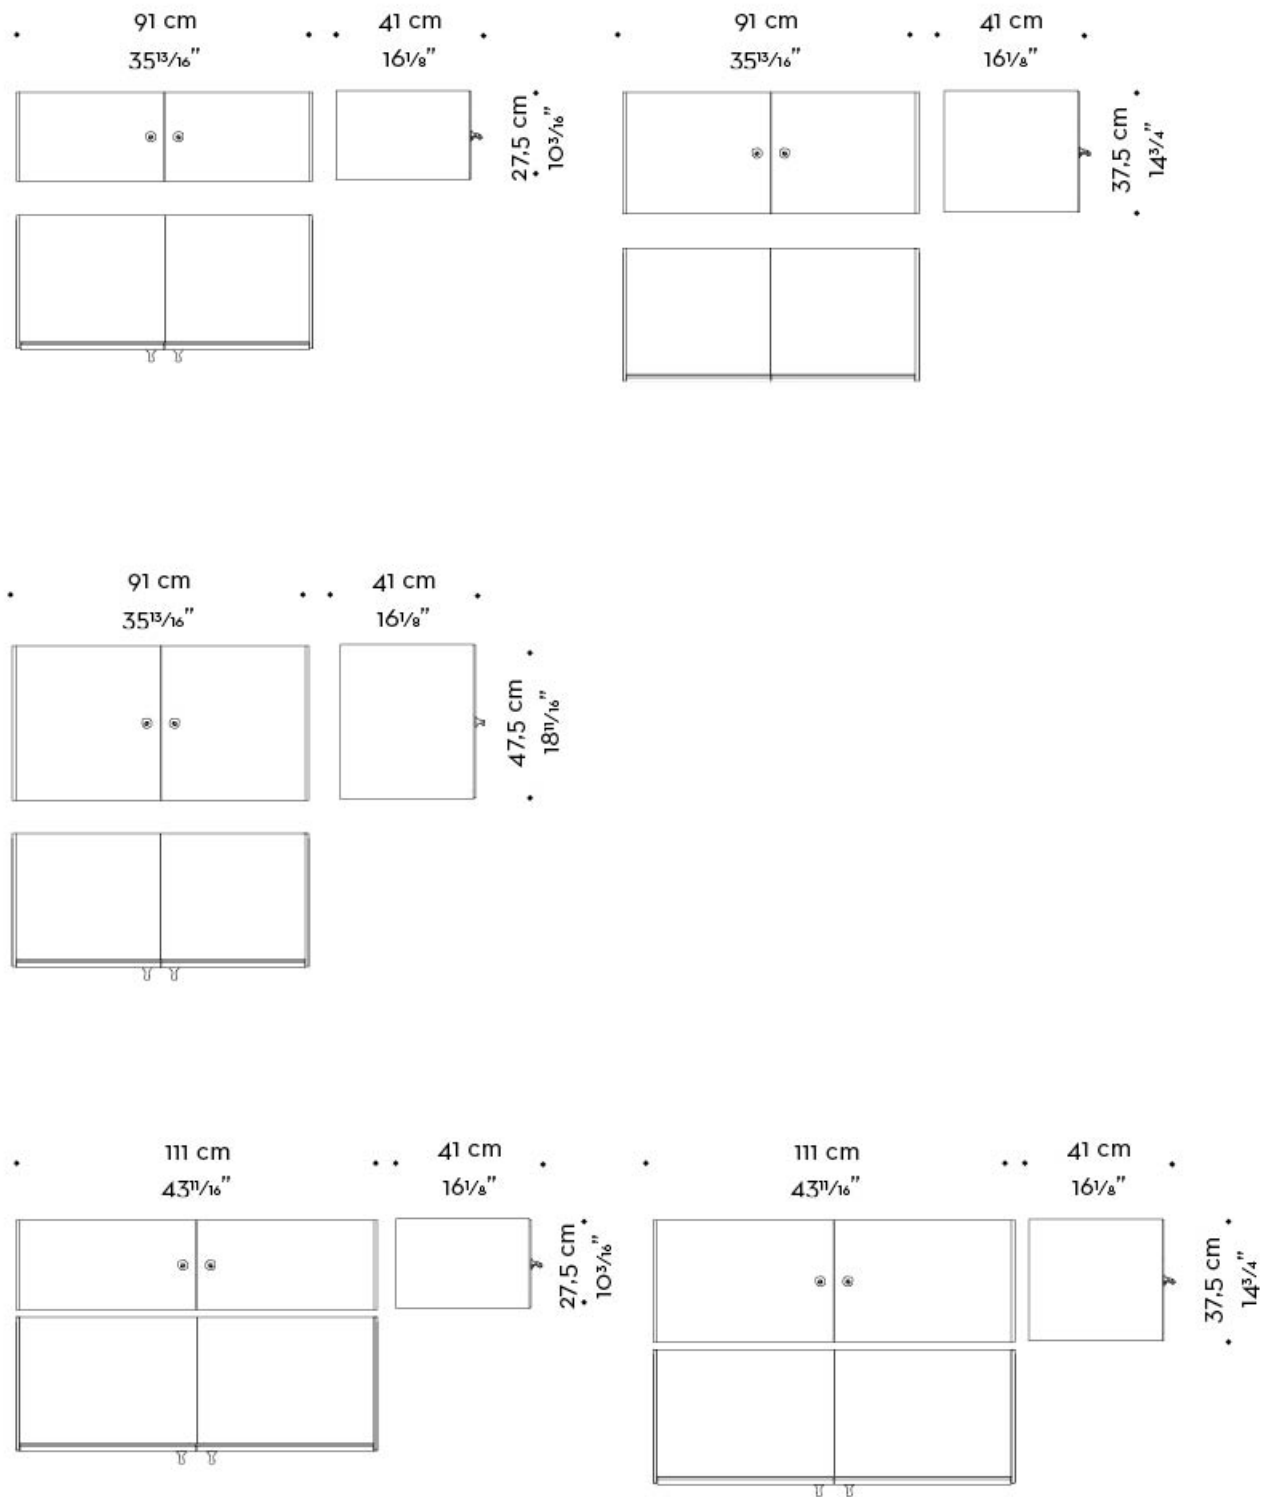 91 cm
35¹³/₁₆”
41 cm
16¹/₈”
27,5 cm
10³/₁₆”
91 cm
35¹³/₁₆”
41 cm
16¹/₈”
37,5 cm
14³/₄”
91 cm
35¹³/₁₆”
41 cm
16¹/₈”
47,5 cm
18¹¹/₁₆”
111 cm
43¹¹/₁₆”
41 cm
16¹/₈”
27,5 cm
10³/₁₆”
111 cm
43¹¹/₁₆”
41 cm
16¹/₈”
37,5 cm
14³/₄”